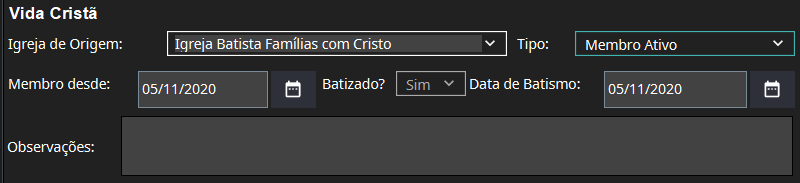 Vida Cristã
Igreja de Origem: Igreja Batista Famílias com Cristo Tipo: Membro Ativo
Membro desde: 05/11/2020 Batizado? Sim Data de Batismo: 05/11/2020
Observações: